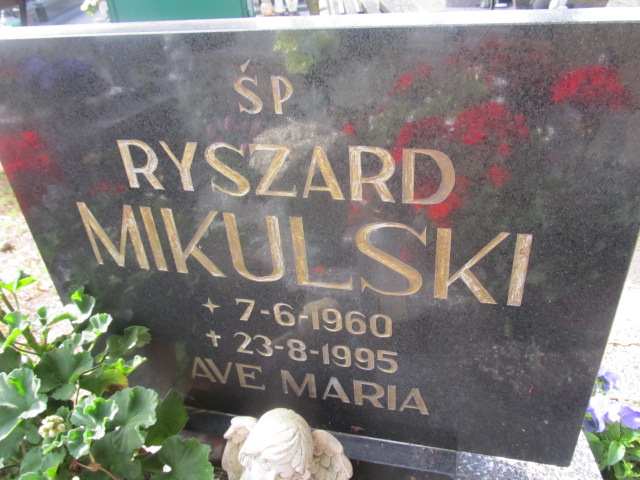 ŚP
RYSZARD
MIKULSKI
7-6-1960
23-8-1995
AVE MARIA